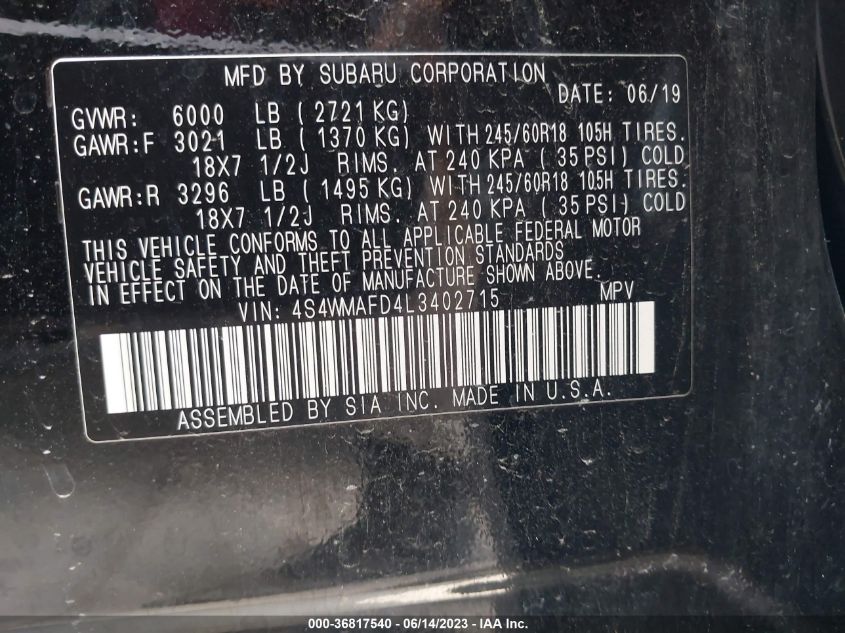 MFD BY SUBARU CORPORATION
DATE: 06/19
GVWR: 6000 LB ( 2721 KG)
GAWR:F 3021 LB ( 1370 KG) WITH 245/60R18 105H TIRES.
18X7 1/2J RIMS. AT 240 KPA ( 35 PSI) COLD
GAWR:R 3296 LB ( 1495 KG) WITH 245/60R18 105H TIRES.
18X7 1/2J RIMS. AT 240 KPA ( 35 PSI) COLD
THIS VEHICLE CONFORMS TO ALL APPLICABLE FEDERAL MOTOR
VEHICLE SAFETY AND THEFT PREVENTION STANDARDS
IN EFFECT ON THE DATE OF MANUFACTURE SHOWN ABOVE.
VIN: 4S4WMAFD4L3402715 MPV
ASSEMBLED BY SIA INC. MADE IN U.S.A.
000-36817540 - 06/14/2023 - IAA Inc.